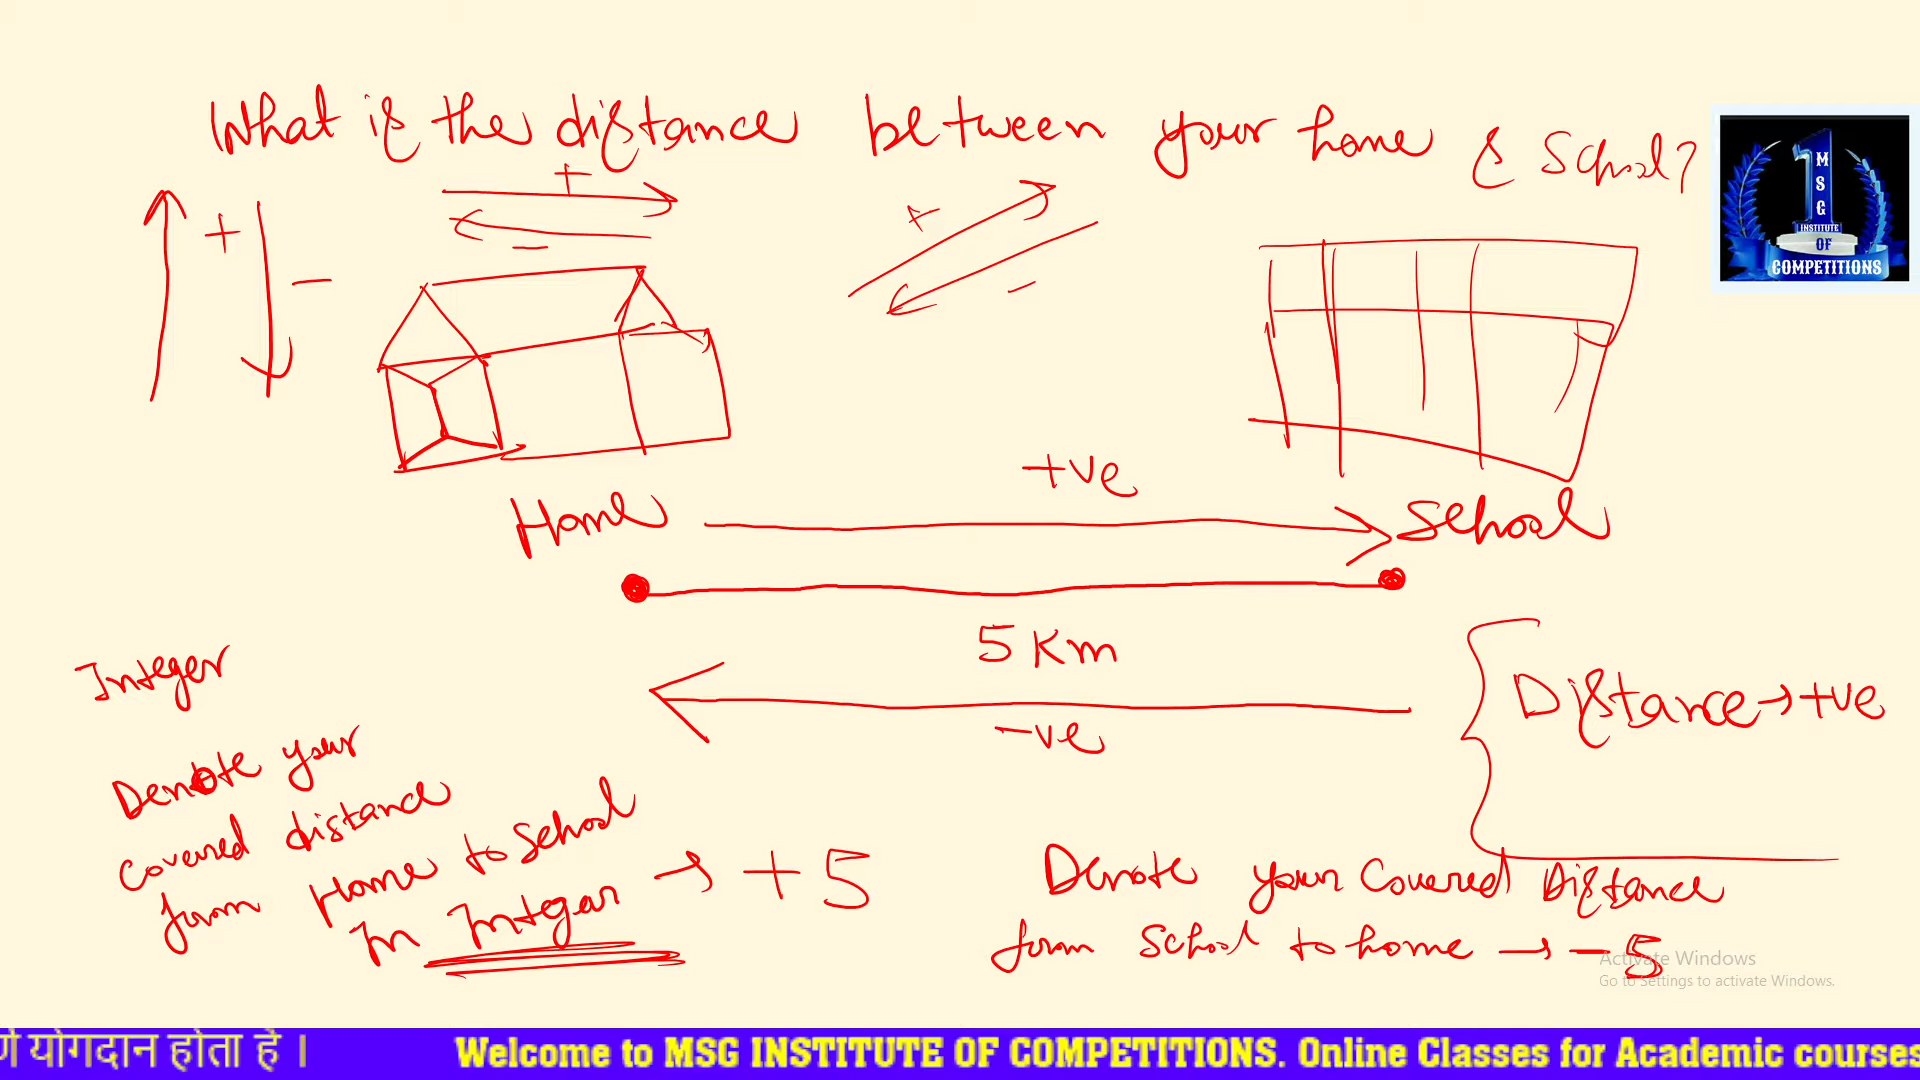 What is the distance between your home & School?
+
+
+
-
-
-
M
S
G
INSTITUTE
OF
COMPETITIONS
+ve
Home
School
5 Km
-ve
Distance → +ve
Integer
Denote your
covered distance
from Home to School
In Integar → +5
Denote your Covered Distance
from School to home → -5
Activate Windows
Go to Settings to activate Windows.
योगदान होता है । Welcome to MSG INSTITUTE OF COMPETITIONS. Online Classes for Academic courses